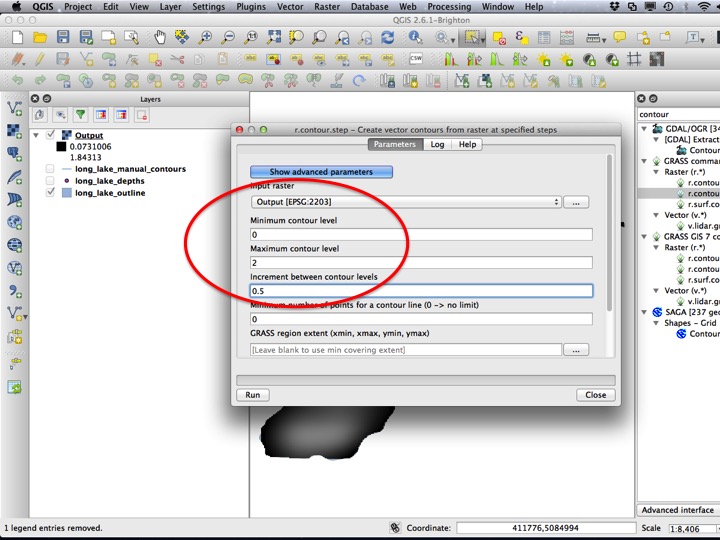 QGIS Project Edit View Layer Settings Plugins Vector Raster Database Web Processing Window Help
QGIS 2.6.1-Brighton
Layers
Output
0.0731006
1.84313
long_lake_manual_contours
long_lake_depths
long_lake_outline
r.contour.step - Create vector contours from raster at specified steps
Parameters Log Help
Show advanced parameters
Input raster
Output [EPSG:2203]
...
Minimum contour level
0
Maximum contour level
2
Increment between contour levels
0.5
Minimum number of points for a contour line (0 -> no limit)
0
GRASS region extent (xmin, xmax, ymin, ymax)
[Leave blank to use min covering extent]
...
Run
Close
contour
GDAL/OGR [34
[GDAL] Extract
Contou
GRASS comma
Raster (r.*)
r.contou
r.contou
r.surf.co
Vector (v.*)
v.lidar.gr
GRASS GIS 7 co
Raster (r.*)
r.contou
r.contou
r.surf.co
Vector (v.*)
v.lidar.gr
SAGA [237 geo
Shapes - Grid
Contou
Advanced interface
1 legend entries removed.
Coordinate:
411776,5084994
Scale
1:8,406